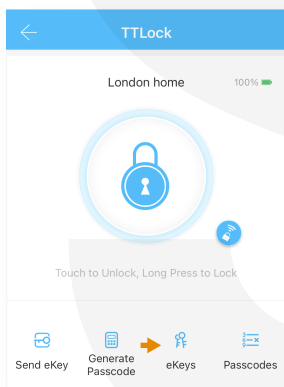 TTLock
London home 100%
Touch to Unlock, Long Press to Lock
Send eKey
Generate
Passcode
eKeys
Passcodes